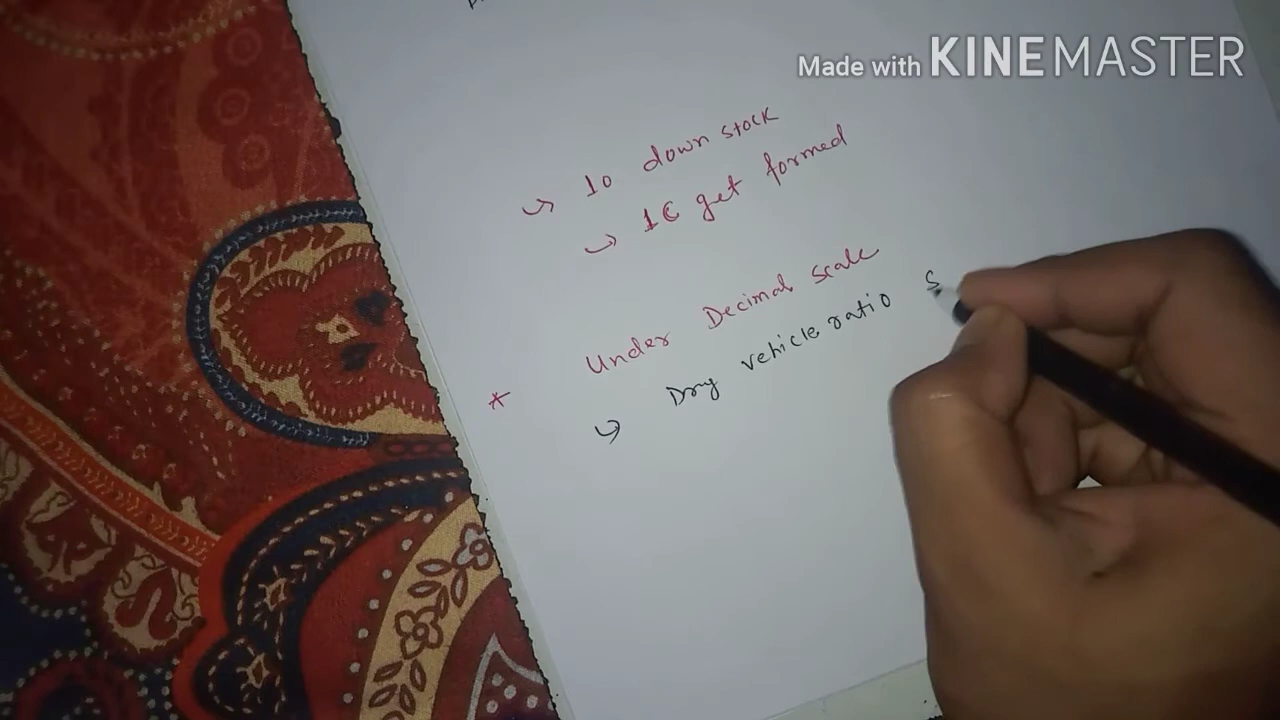 Made with KINEMASTER
↪ 10 down stock
↪ 1C get formed
* Under Decimal scale
↪ Dry vehicle ratio S